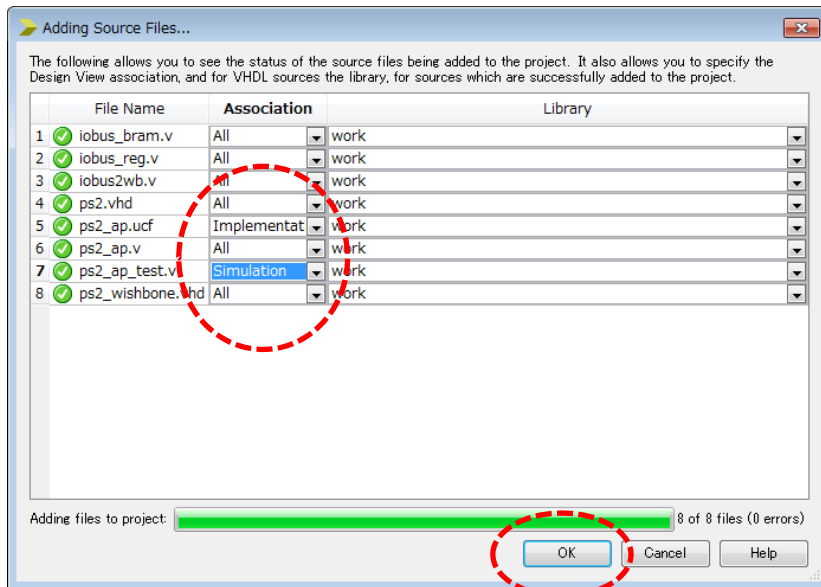 Adding Source Files...
The following allows you to see the status of the source files being added to the project. It also allows you to specify the
Design View association, and for VHDL sources the library, for sources which are successfully added to the project.
File Name Association Library
1 iobus_bram.v All work
2 iobus_reg.v All work
3 iobus2wb.v All work
4 ps2.vhd All work
5 ps2_ap.ucf Implementat work
6 ps2_ap.v All work
7 ps2_ap_test.v Simulation work
8 ps2_wishbone.vhd All work
Adding files to project: 8 of 8 files (0 errors)
OK Cancel Help